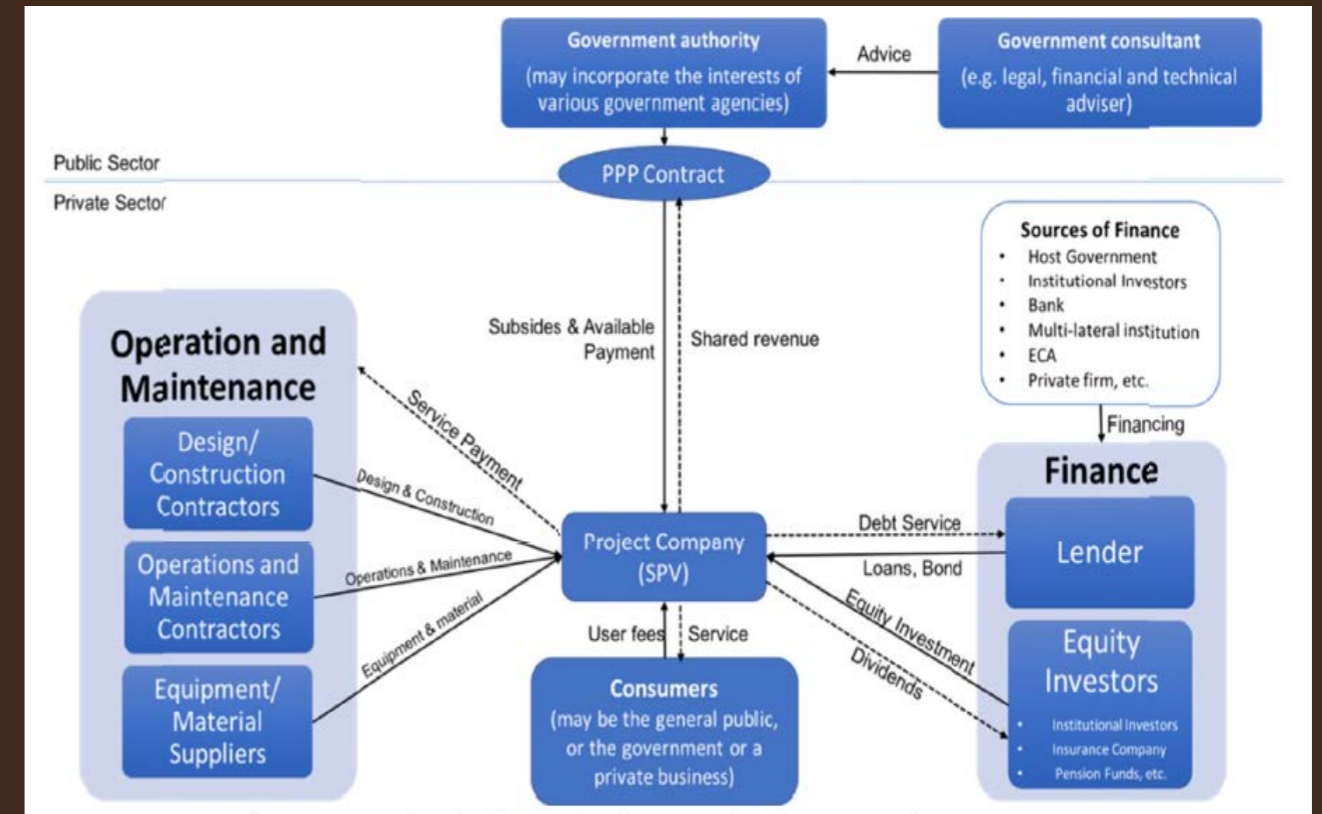 Government authority
(may incorporate the interests of
various government agencies)
Advice
Government consultant
(e.g. legal, financial and technical
adviser)
Public Sector
PPP Contract
Private Sector
Sources of Finance
• Host Government
• Institutional Investors
• Bank
• Multi-lateral institution
• ECA
• Private firm, etc.
Subsides & Available
Payment
Shared revenue
Financing
Operation and
Maintenance
Design/
Construction
Contractors
Operations and
Maintenance
Contractors
Equipment/
Material
Suppliers
Service Payment
Design & Construction
Operations & Maintenance
Equipment & material
Project Company
(SPV)
User fees
Service
Consumers
(may be the general public,
or the government or a
private business)
Debt Service
Loans, Bond
Equity Investment
Dividends
Finance
Lender
Equity
Investors
• Institutional Investors
• Insurance Company
• Pension Funds, etc.